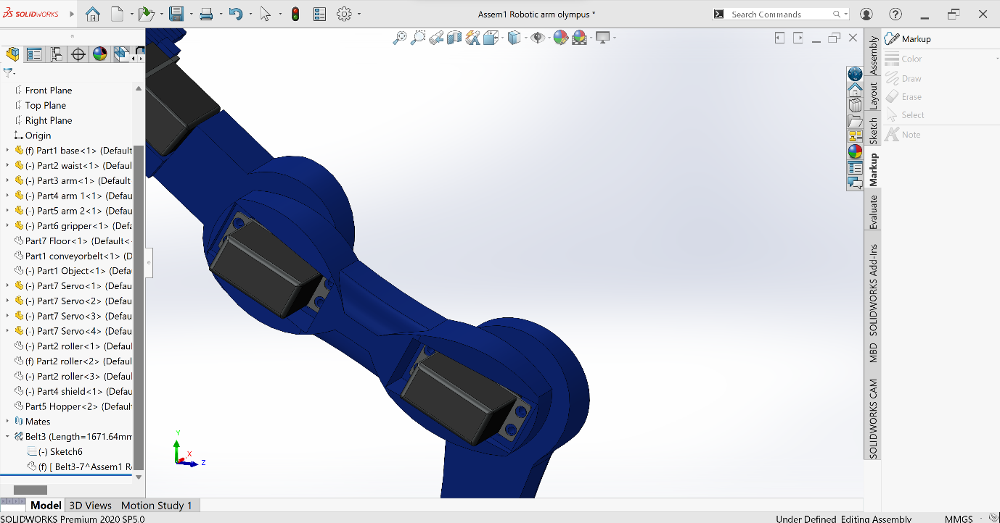 SOLIDWORKS
Assem1 Robotic arm olympus *
Search Commands
Front Plane
Top Plane
Right Plane
Origin
(f) Part1 base<1> (Default
(-) Part2 waist<1> (Defaul
(-) Part3 arm<1> (Default
(-) Part4 arm 1<1> (Defau
(-) Part5 arm 2<1> (Defau
(-) Part6 gripper<1> (Defa
Part7 Floor<1> (Default<
Part1 conveyorbelt<1> (D
(-) Part1 Object<1> (Defa
(-) Part7 Servo<1> (Defau
(-) Part7 Servo<2> (Defau
(-) Part7 Servo<3> (Defau
(-) Part7 Servo<4> (Defau
(-) Part2 roller<1> (Defaul
(f) Part2 roller<2> (Defaul
(-) Part2 roller<3> (Defaul
(-) Part4 shield<1> (Defaul
Part5 Hopper<2> (Defaul
Mates
Belt3 (Length=1671.64mm
(-) Sketch6
(f) [ Belt3-7^Assem1 R
Y
X
Z
Assembly
Layout
Sketch
Markup
Evaluate
SOLIDWORKS Add-Ins
MBD
SOLIDWORKS CAM
Markup
Color
Draw
Erase
Select
Note
Model
3D Views
Motion Study 1
SOLIDWORKS Premium 2020 SP5.0
Under Defined
Editing Assembly
MMGS